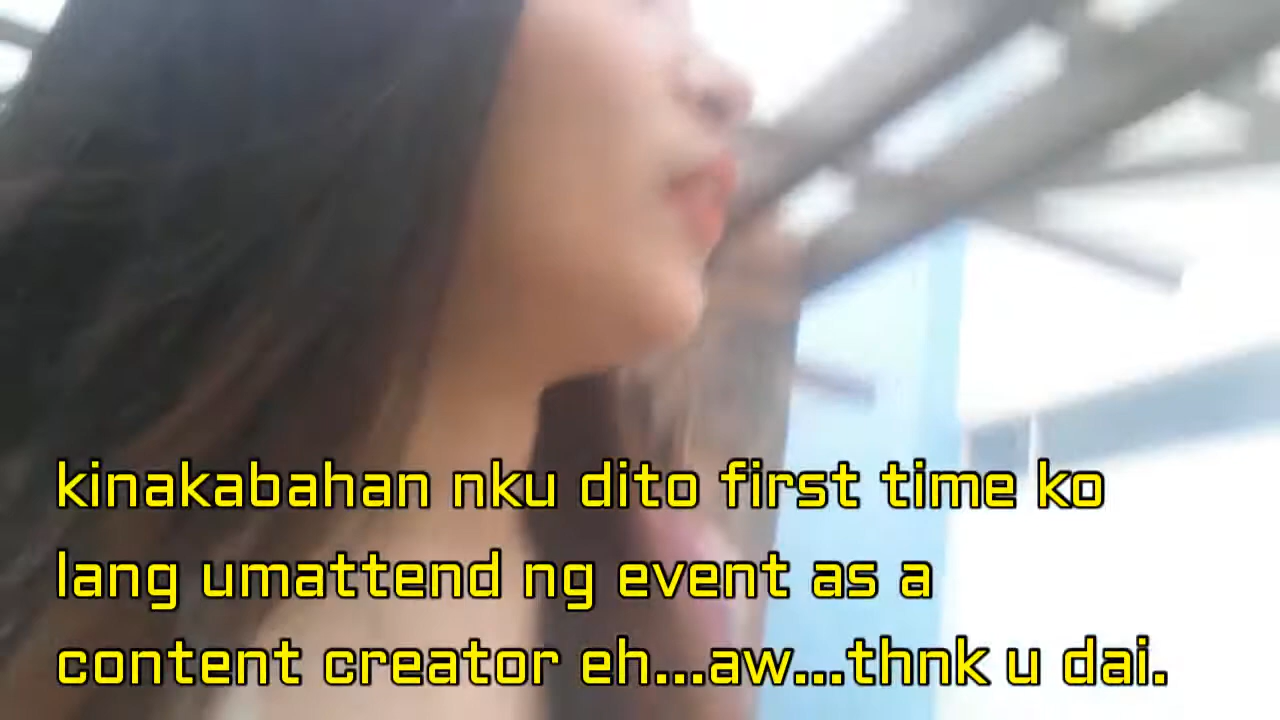 kinakabahan nku dito first time ko
lang umattend ng event as a
content creator eh...aw...thnk u dai.